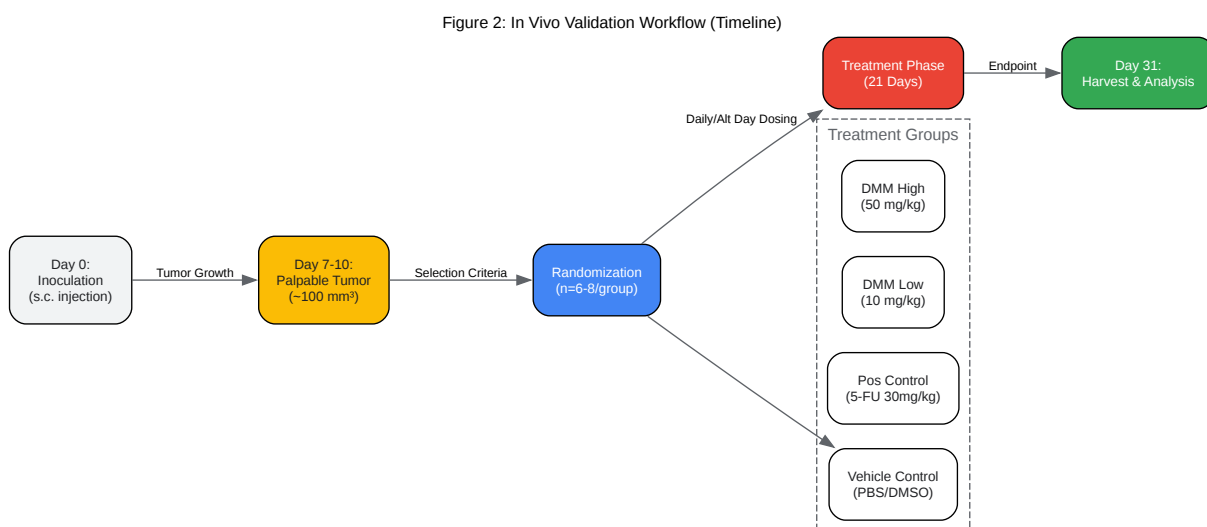 Figure 2: In Vivo Validation Workflow (Timeline)
Treatment Phase
(21 Days)
Endpoint
Day 31:
Harvest & Analysis
Daily/Alt Day Dosing
Treatment Groups
DMM High
(50 mg/kg)
Day 0:
Inoculation
(s.c. injection)
Tumor Growth
Day 7-10:
Palpable Tumor
(~100 mm³)
Selection Criteria
Randomization
(n=6-8/group)
DMM Low
(10 mg/kg)
Pos Control
(5-FU 30mg/kg)
Vehicle Control
(PBS/DMSO)